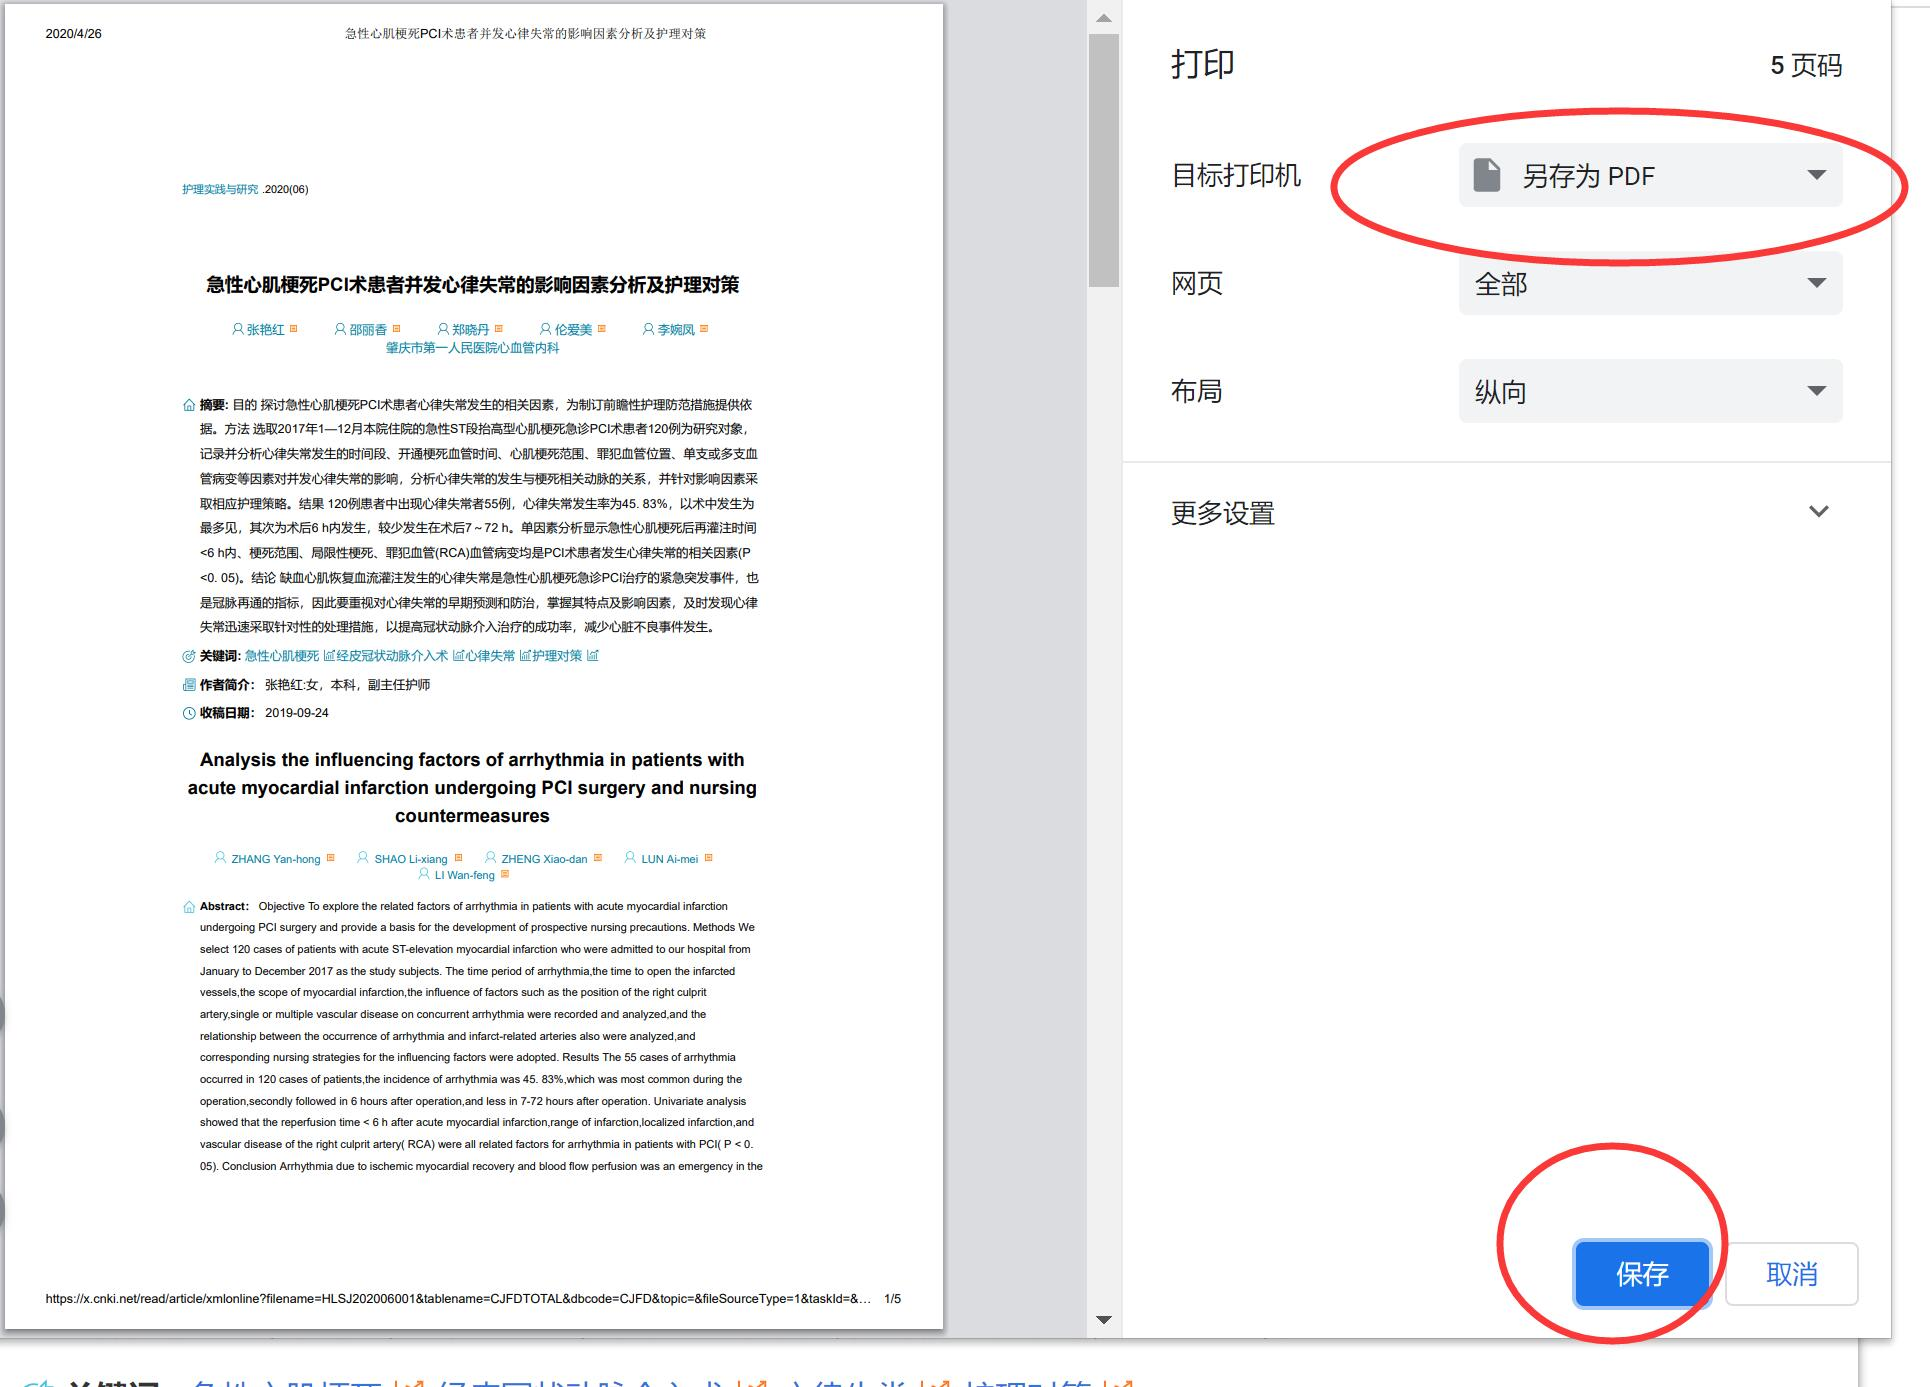 2020/4/26
急性心肌梗死PCI术患者并发心律失常的影响因素分析及护理对策
护理实践与研究 .2020(06)
急性心肌梗死PCI术患者并发心律失常的影响因素分析及护理对策
张艳红 邵丽香 郑晓丹 伦爱美 李婉凤
肇庆市第一人民医院心血管内科
摘要: 目的 探讨急性心肌梗死PCI术患者心律失常发生的相关因素，为制订前瞻性护理防范措施提供依
据。方法 选取2017年1—12月本院住院的急性ST段抬高型心肌梗死急诊PCI术患者120例为研究对象，
记录并分析心律失常发生的时间段、开通梗死血管时间、心肌梗死范围、罪犯血管位置、单支或多支血
管病变等因素对并发心律失常的影响，分析心律失常的发生与梗死相关动脉的关系，并针对影响因素采
取相应护理策略。结果 120例患者中出现心律失常者55例，心律失常发生率为45. 83%，以术中发生为
最多见，其次为术后6 h内发生，较少发生在术后7～72 h。单因素分析显示急性心肌梗死后再灌注时间
<6 h内、梗死范围、局限性梗死、罪犯血管(RCA)血管病变均是PCI术患者发生心律失常的相关因素(P
<0. 05)。结论 缺血心肌恢复血流灌注发生的心律失常是急性心肌梗死急诊PCI治疗的紧急突发事件，也
是冠脉再通的指标，因此要重视对心律失常的早期预测和防治，掌握其特点及影响因素，及时发现心律
失常迅速采取针对性的处理措施，以提高冠状动脉介入治疗的成功率，减少心脏不良事件发生。
关键词: 急性心肌梗死 经皮冠状动脉介入术 心律失常 护理对策
作者简介： 张艳红:女，本科，副主任护师
收稿日期： 2019-09-24
Analysis the influencing factors of arrhythmia in patients with
acute myocardial infarction undergoing PCI surgery and nursing
countermeasures
ZHANG Yan-hong SHAO Li-xiang ZHENG Xiao-dan LUN Ai-mei
LI Wan-feng
Abstract: Objective To explore the related factors of arrhythmia in patients with acute myocardial infarction
undergoing PCI surgery and provide a basis for the development of prospective nursing precautions. Methods We
select 120 cases of patients with acute ST-elevation myocardial infarction who were admitted to our hospital from
January to December 2017 as the study subjects. The time period of arrhythmia,the time to open the infarcted
vessels,the scope of myocardial infarction,the influence of factors such as the position of the right culprit
artery,single or multiple vascular disease on concurrent arrhythmia were recorded and analyzed,and the
relationship between the occurrence of arrhythmia and infarct-related arteries also were analyzed,and
corresponding nursing strategies for the influencing factors were adopted. Results The 55 cases of arrhythmia
occurred in 120 cases of patients,the incidence of arrhythmia was 45. 83%,which was most common during the
operation,secondly followed in 6 hours after operation,and less in 7-72 hours after operation. Univariate analysis
showed that the reperfusion time < 6 h after acute myocardial infarction,range of infarction,localized infarction,and
vascular disease of the right culprit artery( RCA) were all related factors for arrhythmia in patients with PCI( P < 0.
05). Conclusion Arrhythmia due to ischemic myocardial recovery and blood flow perfusion was an emergency in the
https://x.cnki.net/read/article/xmlonline?filename=HLSJ202006001&tablename=CJFDTOTAL&dbcode=CJFD&topic=&fileSourceType=1&taskId=&… 1/5
打印
5 页码
目标打印机
另存为 PDF
网页
全部
布局
纵向
更多设置
保存
取消